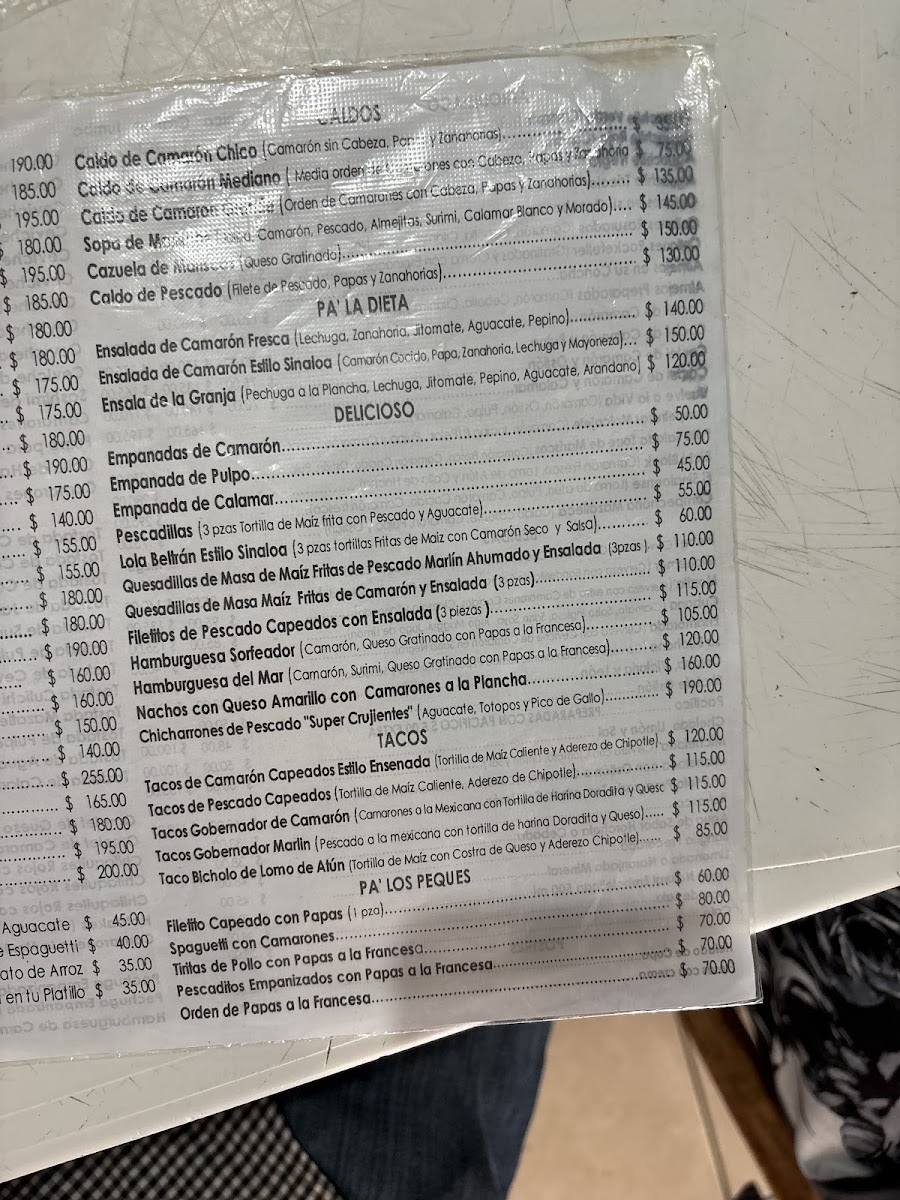 190.00
185.00
195.00
$ 180.00
$ 195.00
$ 185.00
$ 180.00
$ 180.00
$ 175.00
$ 175.00
$ 180.00
$ 190.00
$ 175.00
$ 140.00
$ 155.00
$ 155.00
$ 180.00
$ 180.00
$ 190.00
$ 160.00
$ 160.00
$ 150.00
$ 140.00
$ 255.00
$ 165.00
$ 180.00
$ 195.00
$ 200.00
Aguacate $ 45.00
Espaguetti $ 40.00
ato de Arroz $ 35.00
en tu Platillo $ 35.00
CALDOS
Caldo de Camarón Chico (Camarón sin Cabeza, y Zanahorias)
Caldo de Camarón Mediano ( Media orden de con Cabeza, Papas y Zanahoria $ 75.00
Caldo de Camaron (Orden de Camarones con Cabeza, Papas y Zanahorias)........ $ 135.00
Sopa de Camarón, Pescado, Almejitas, Surimi, Calamar Blanco y Morado).... $ 145.00
Cazuela de Mariscos (Queso Gratinado)..... $ 150.00
Caldo de Pescado (Filete de Pescado, Papas y Zanahorias)..... $ 130.00
PA' LA DIETA
Ensalada de Camarón Fresca (Lechuga, Zanahoria, Jitomate, Aguacate, Pepino).............. $ 140.00
Ensalada de Camarón Estilo Sinaloa (Camarón Cocido, Papa, Zanahoria, Lechuga y Mayoneza)... $ 150.00
Ensala de la Granja (Pechuga a la Plancha, Lechuga, Jitomate, Pepino, Aguacate, Arandano) $ 120.00
DELICIOSO
Empanadas de Camarón..... $ 50.00
Empanada de Pulpo..... $ 75.00
Empanada de Calamar..... $ 45.00
Pescadillas (3 pzas Tortilla de Maíz frita con Pescado y Aguacate)..... $ 55.00
Lola Beltrán Estilo Sinaloa (3 pzas tortillas Fritas de Maiz con Camarón Seco y Salsa).......... $ 60.00
Quesadillas de Masa de Maíz Fritas de Pescado Marlín Ahumado y Ensalada (3pzas ). $ 110.00
Quesadillas de Masa Maíz Fritas de Camarón y Ensalada (3 pzas)..... $ 110.00
Filetitos de Pescado Capeados con Ensalada (3 piezas )..... $ 115.00
Hamburguesa Sorteador (Camarón, Queso Gratinado con Papas a la Francesa)............. $ 105.00
Hamburguesa del Mar (Camarón, Surimi, Queso Gratinado con Papas a la Francesa)......... $ 120.00
Nachos con Queso Amarillo con Camarones a la Plancha..... $ 160.00
Chicharrones de Pescado "Super Crujientes" (Aguacate, Totopos y Pico de Gallo)........... $ 190.00
TACOS
Tacos de Camarón Capeados Estilo Ensenada (Tortilla de Maíz Caliente y Aderezo de Chipotle). $ 120.00
Tacos de Pescado Capeados (Tortilla de Maíz Caliente, Aderezo de Chipotle)..... $ 115.00
Tacos Gobernador de Camarón (Camarones a la Mexicana con Tortilla de Harina Doradita y Quesc $ 115.00
Tacos Gobernador Marlin (Pescado a la mexicana con tortilla de harina Doradita y Queso)..... $ 115.00
Taco Bicholo de Lomo de Atún (Tortilla de Maíz con Costra de Queso y Aderezo Chipotle)...... $ 85.00
PA' LOS PEQUES
Filetito Capeado con Papas (1 pza)..... $ 60.00
Spaguetti con Camarones..... $ 80.00
Tiritas de Pollo con Papas a la Francesa..... $ 70.00
Pescaditos Empanizados con Papas a la Francesa..... $ 70.00
Orden de Papas a la Francesa..... $ 70.00